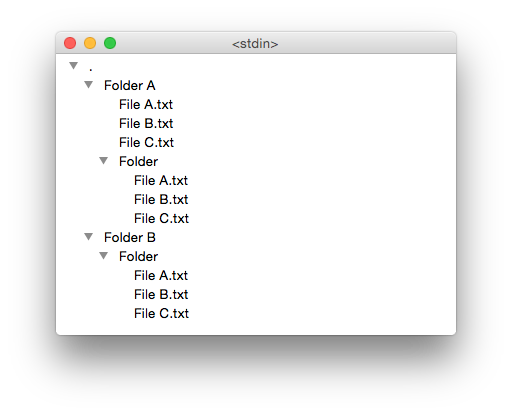 <stdin>
.
Folder A
File A.txt
File B.txt
File C.txt
Folder
File A.txt
File B.txt
File C.txt
Folder B
Folder
File A.txt
File B.txt
File C.txt